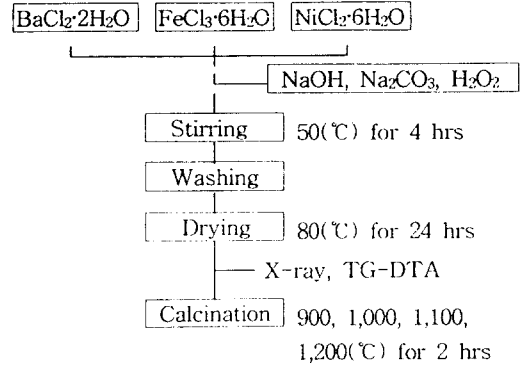 BaCl₂·2H₂O FeCl₃·6H₂O NiCl₂·6H₂O
NaOH, Na₂CO₃, H₂O₂
Stirring 50(℃) for 4 hrs
Washing
Drying 80(℃) for 24 hrs
X-ray, TG-DTA
Calcination 900, 1,000, 1,100,
1,200(℃) for 2 hrs